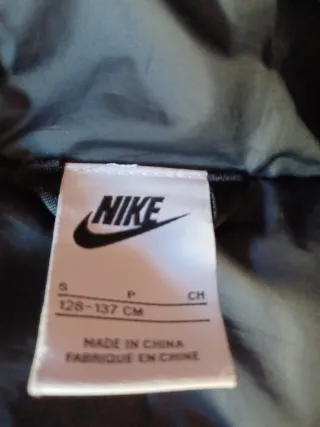 NIKE
S P CH
128-137 CM
MADE IN CHINA
FABRIQUE EN CHINE